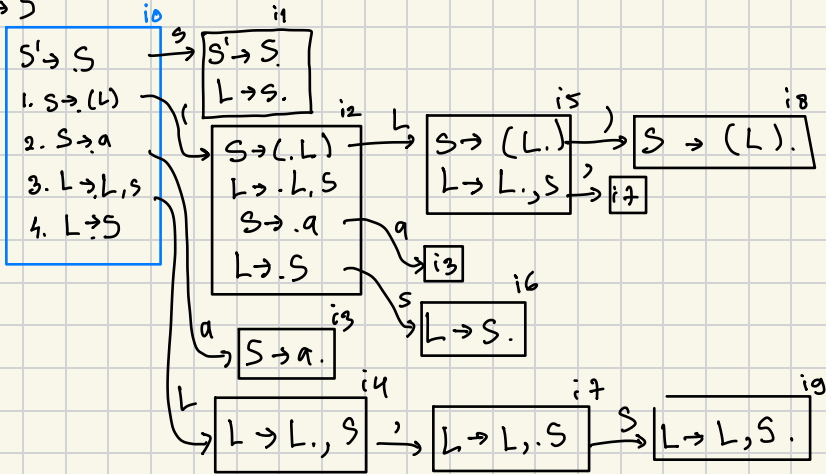 i0
S' → .S
1. S → .(L)
2. S → .a
3. L → .L,S
4. L → .S
S
i1
S' → S.
L → S.
(
i2
S → (.L)
L → .L,S
S → .a
L → .S
L
i5
S → (L.)
L → L.,S
)
i8
S → (L).
,
i7
a
i3
S
i6
L → S.
a
i3
S → a.
L
i4
L → L.,S
,
i7
L → L,.S
S
i9
L → L,S.